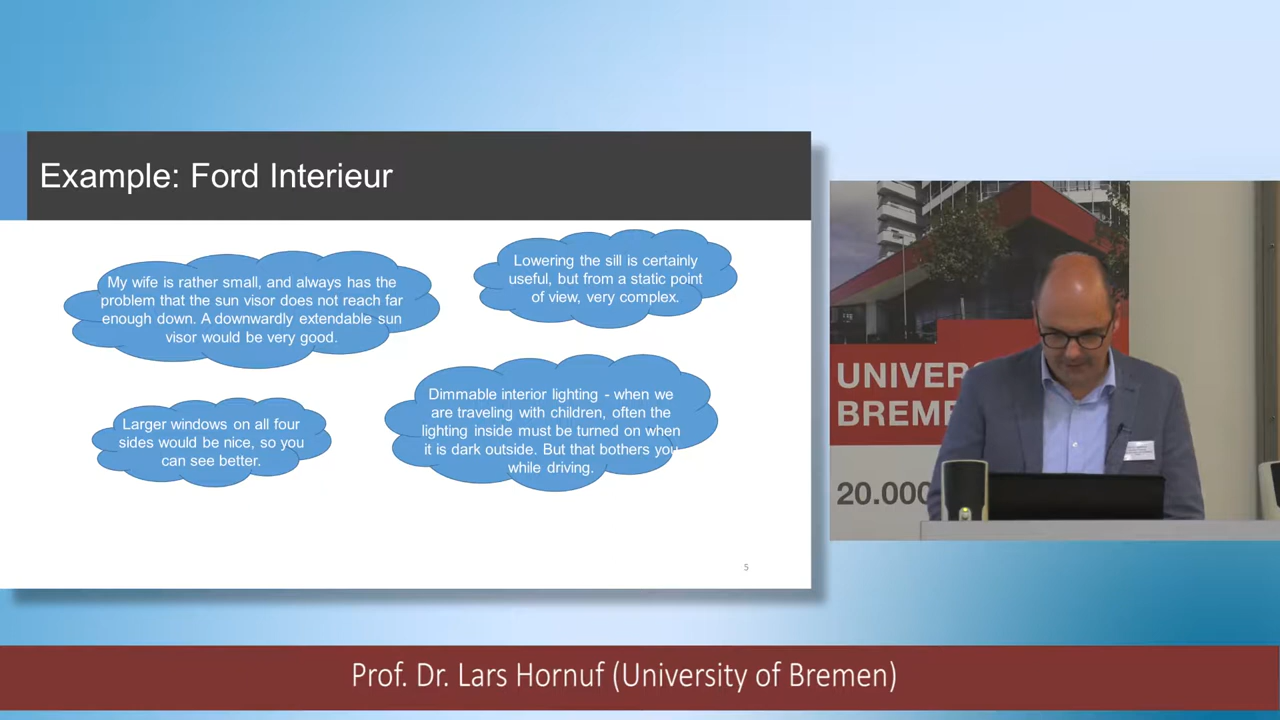 Example: Ford Interieur
My wife is rather small, and always has the
problem that the sun visor does not reach far
enough down. A downwardly extendable sun
visor would be very good.
Lowering the sill is certainly
useful, but from a static point
of view, very complex.
Larger windows on all four
sides would be nice, so you
can see better.
Dimmable interior lighting - when we
are traveling with children, often the
lighting inside must be turned on when
it is dark outside. But that bothers you
while driving.
5
UNIVERS
BREME
20.000
Prof. Dr. Lars Hornuf (University of Bremen)